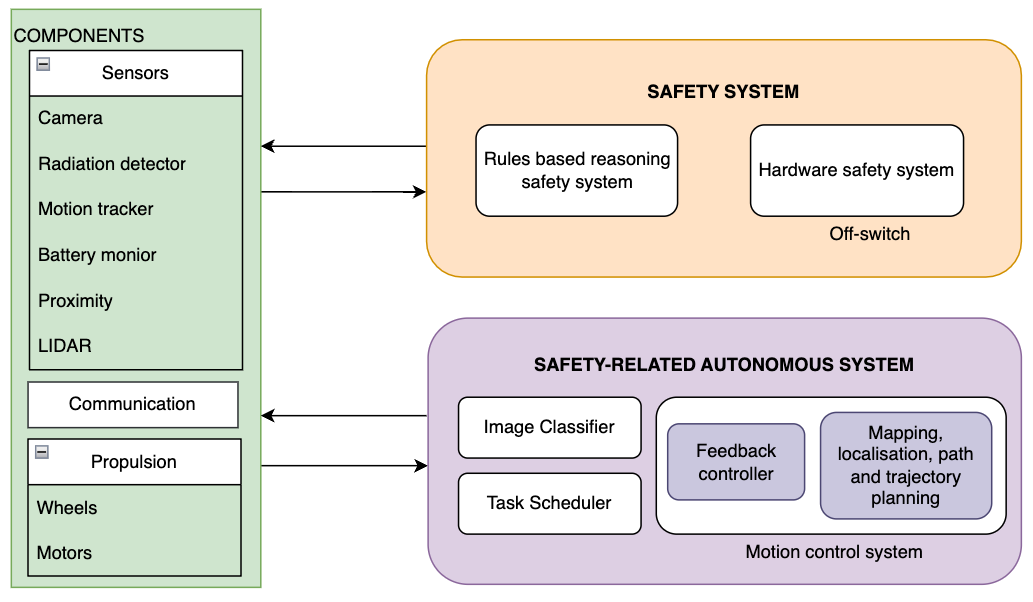 COMPONENTS
Sensors
Camera
Radiation detector
Motion tracker
Battery monior
Proximity
LIDAR
Communication
Propulsion
Wheels
Motors
SAFETY SYSTEM
Rules based reasoning
safety system
Hardware safety system
Off-switch
SAFETY-RELATED AUTONOMOUS SYSTEM
Image Classifier
Task Scheduler
Feedback
controller
Mapping,
localisation, path
and trajectory
planning
Motion control system